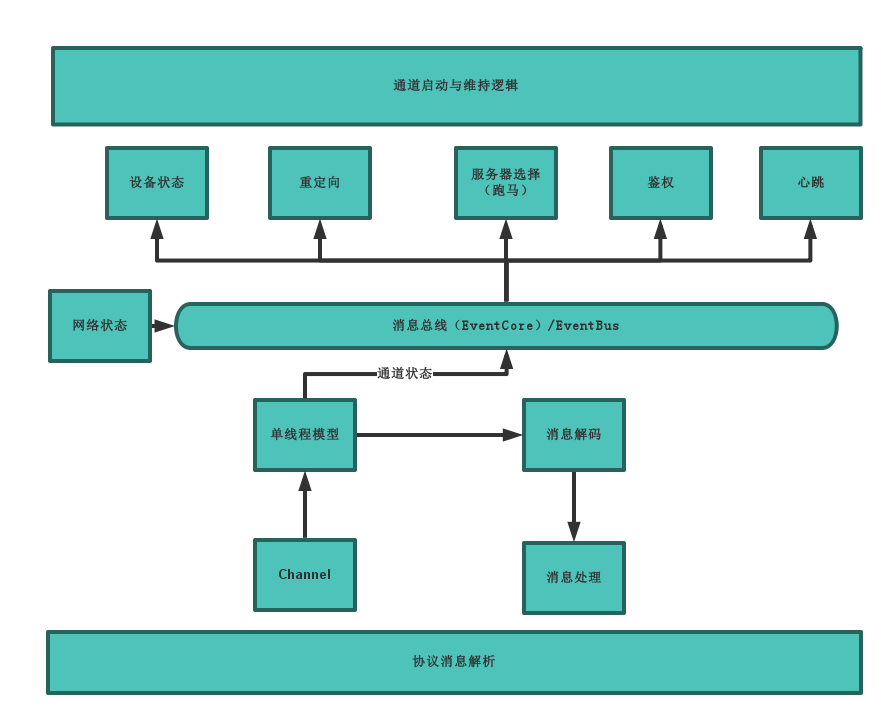 通道启动与维持逻辑
设备状态
重定向
服务器选择
（跑马）
鉴权
心跳
网络状态
消息总线（EventCore）/EventBus
通道状态
单线程模型
消息解码
Channel
消息处理
协议消息解析